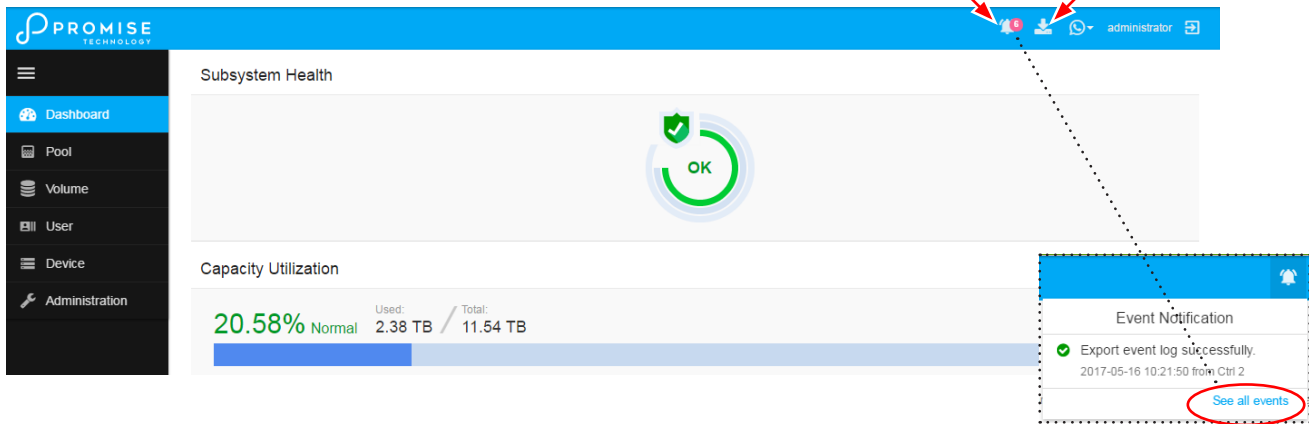 PROMISE
TECHNOLOGY
6
administrator
Subsystem Health
Dashboard
Pool
Volume
User
Device
Administration
OK
Capacity Utilization
20.58% Normal
Used:
2.38 TB
Total:
11.54 TB
Event Notification
Export event log successfully.
2017-05-16 10:21:50 from Ctrl 2
See all events